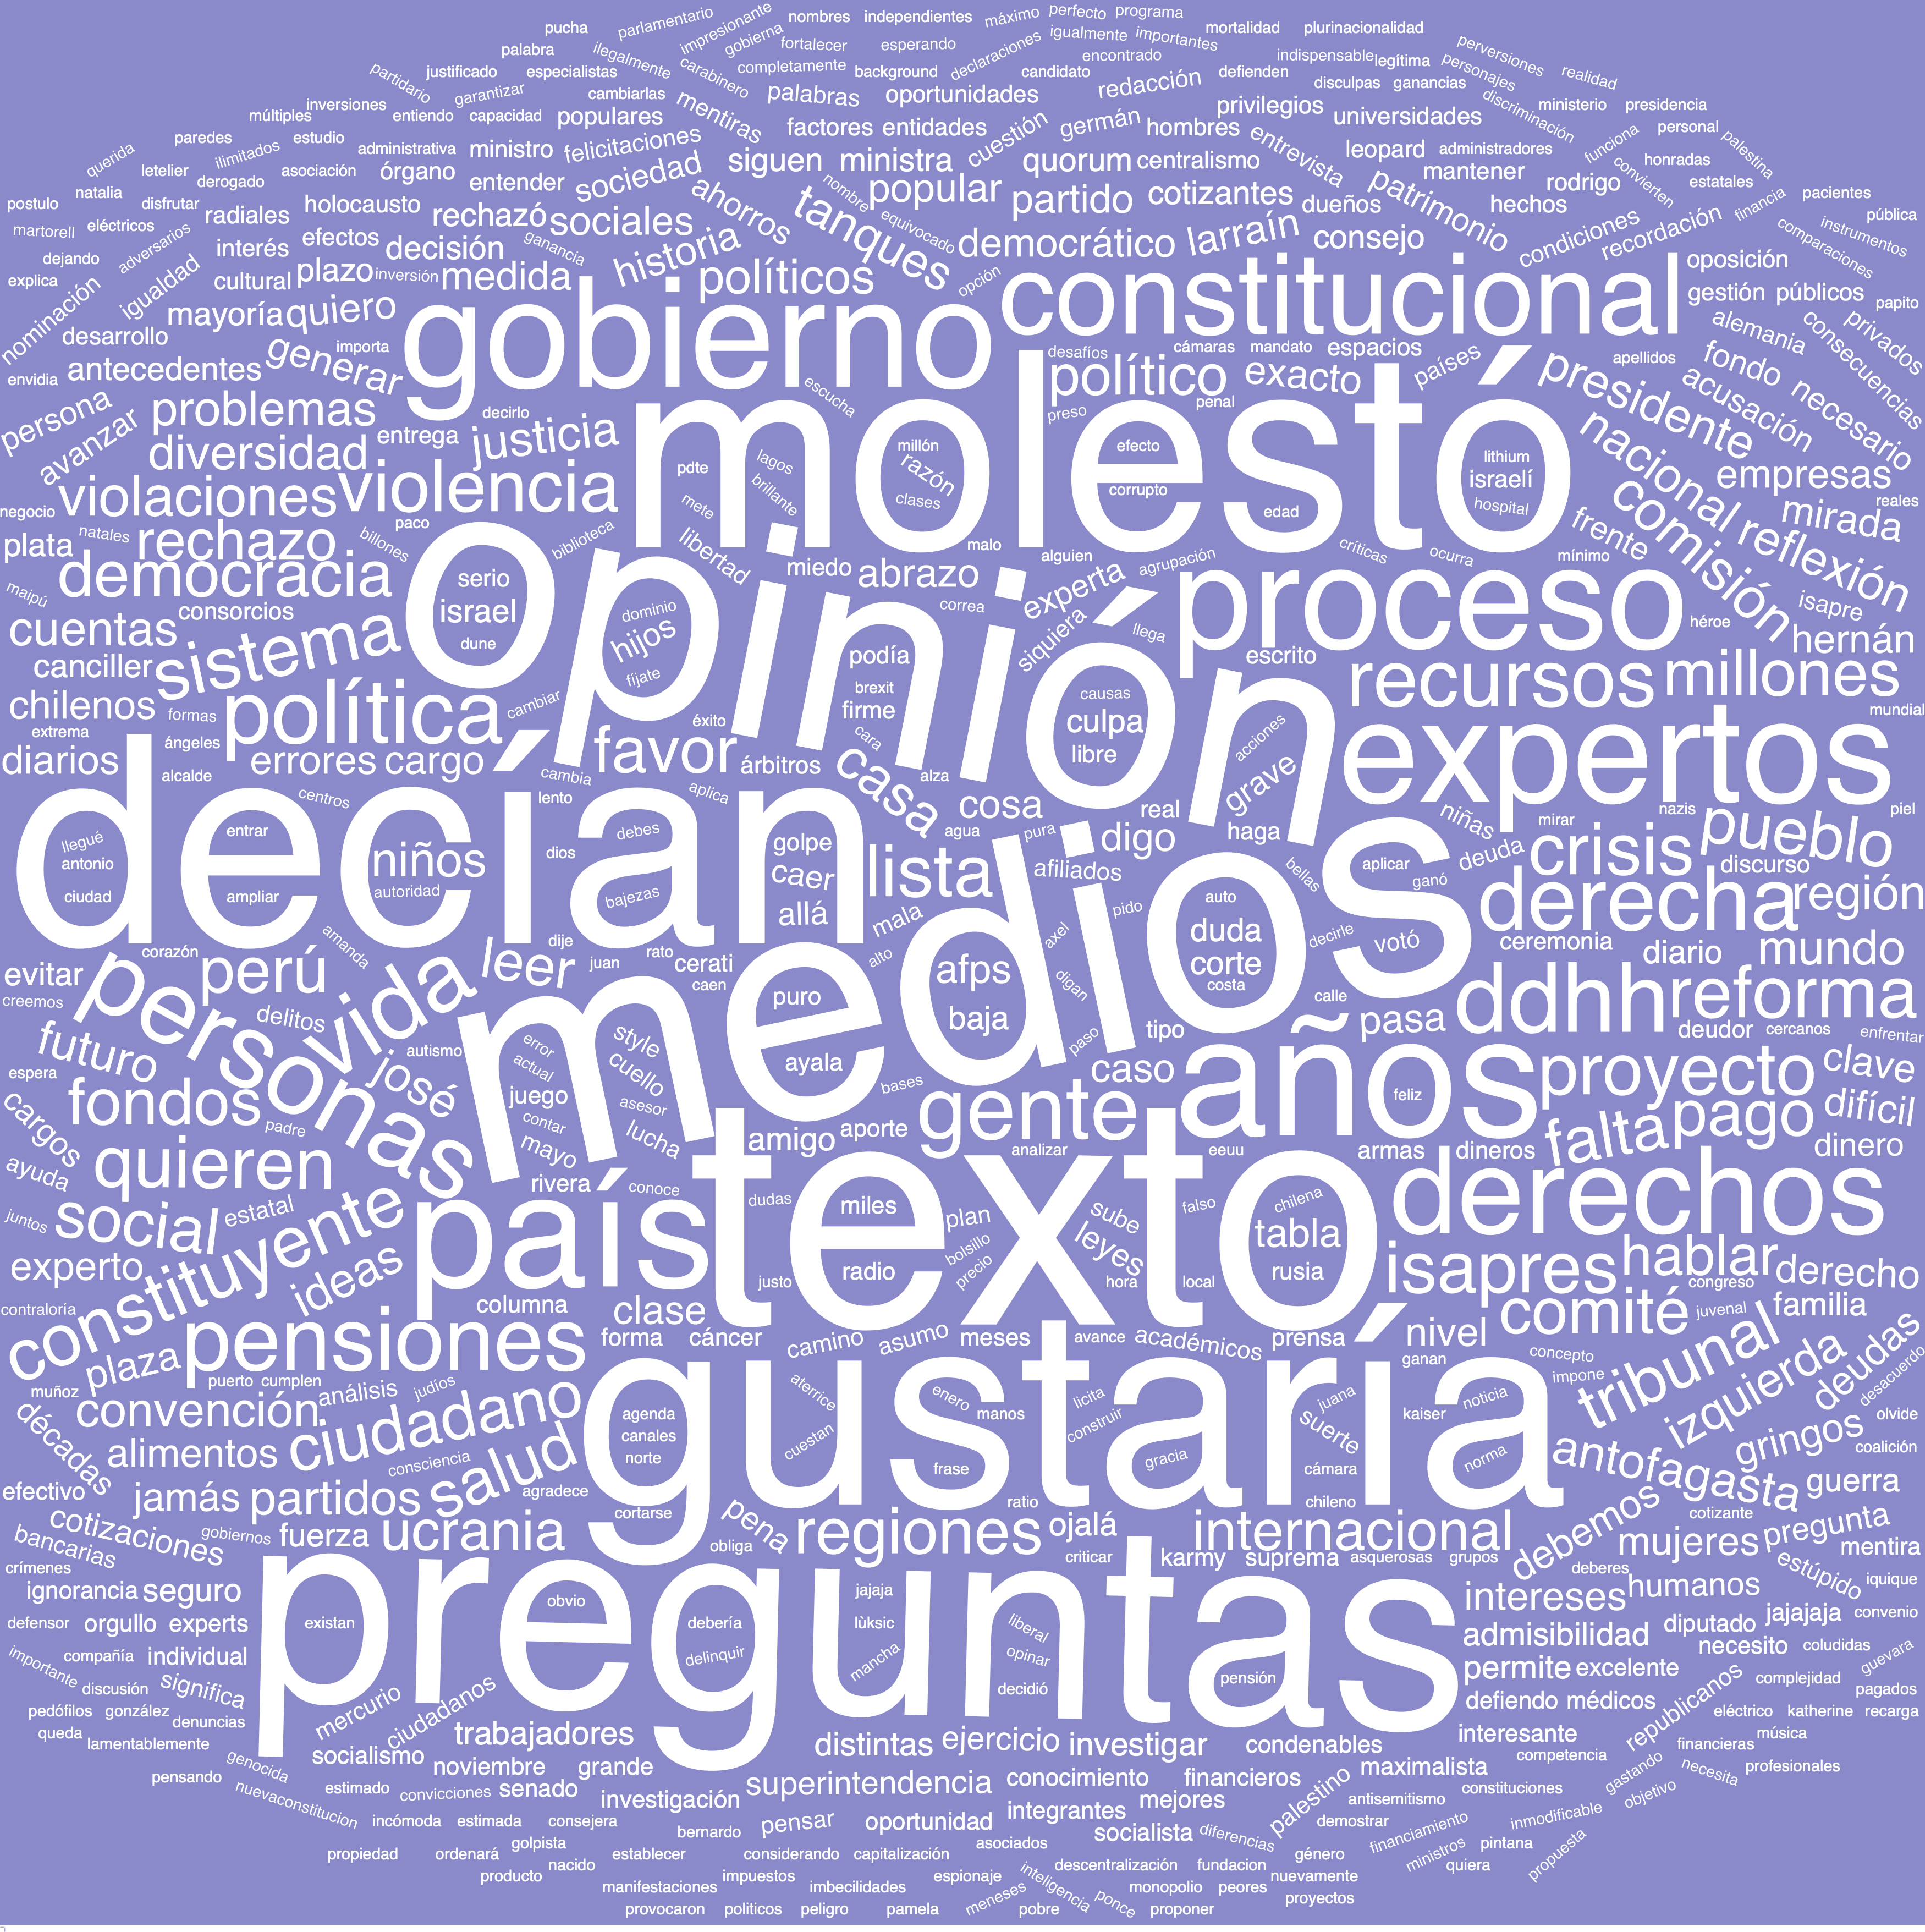 pucha
parlamentario
impresionante
nombres
independientes
máximo
perfecto
programa
mortalidad
plurinacionalidad
palabra
ilegalmente
gobierna
fortalecer
esperando
declaraciones
igualmente
importantes
encontrado
indispensable
legítima
perversiones
partidario
justificado
especialistas
carabinero
completamente
background
candidato
redacción
defienden
disculpas
ganancias
personajes
realidad
múltiples
inversiones
garantizar
entiendo
capacidad
cambiarlas
populares
mentiras
palabras
oportunidades
privilegios
universidades
discriminación
ministerio
presidencia
paredes
estudio
administrativa
ministro
felicitaciones
factores
entidades
cuestión
germán
hombres
entrevista
leopard
administradores
funciona
personal
palestina
querida
letelier
ilimitados
derogado
asociación
órgano
entender
sociedad
siguen
ministra
quorum
centralismo
mantener
rodrigo
convierten
honradas
estatales
postulo
natalia
disfrutar
radiales
holocausto
rechazó
sociales
ahorros
tanques
nombre
popular
partido
cotizantes
dueños
patrimonio
hechos
financia
pacientes
pública
martorell
eléctricos
adversarios
interés
efectos
decisión
ganancia
historia
políticos
equivocado
democrático
larraín
consejo
condiciones
recordación
comparaciones
instrumentos
dejando
explica
nominación
igualdad
cultural
plazo
inversión
medida
opción
constitucional
oposición
gestión
públicos
papito
desarrollo
mayoría
quiero
gobierno
alemania
privados
consecuencias
envidia
antecedentes
importa
generar
escucha
desafíos
cámaras
mandato
espacios
político
exacto
países
presidente
apellidos
fondo
necesario
acusación
persona
avanzar
problemas
decirlo
entrega
justicia
molestó
preso
penal
nacional
empresas
diversidad
violaciones
violencia
pdte
lagos
brillante
mete
millón
razón
clases
efecto
corrupto
edad
lithium
israelí
hospital
comisión
frente
reflexión
mirada
reales
negocio
natales
paco
billones
plata
rechazo
biblioteca
libertad
miedo
malo
abrazo
alguien
experta
agrupación
críticas
ocurra
mínimo
democracia
opinión
serio
israel
dune
dominio
hijos
fíjate
correa
siquiera
llega
proceso
héroe
isapre
hernán
maipú
consorcios
cuentas
sistema
canciller
podía
brexit
firme
causas
culpa
libre
escrito
recursos
millones
mundial
chilenos
formas
política
cambiar
éxito
favor
cara
acciones
grave
expertos
extrema
ángeles
diarios
alcalde
errores
cargo
cambia
árbitros
casa
alza
cosa
real
decían
centros
lento
aplica
agua
pura
digo
haga
niñas
mirar
nazis
pueblo
piel
llegué
antonio
ciudad
entrar
ampliar
niños
autoridad
dios
debes
bajezas
golpe
caer
allá
lista
afiliados
bellas
aplicar
ganó
deuda
crisis
discurso
derecha
región
medios
mala
alto
axel
pido
auto
duda
corte
costa
decirle
votó
ceremonia
diario
mundo
corazón
amanda
dije
juan
rato
cerati
caen
afps
baja
digan
paso
calle
evitar
creemos
perú
personas
vida
leer
puro
ayala
bases
ddhh
reforma
futuro
delitos
autismo
error
actual
style
cuello
tipo
caso
pasa
deudor
cercanos
enfrentar
espera
fondos
padre
josé
juego
contar
mayo
asesor
lucha
gente
años
feliz
proyecto
clave
cargos
quieren
amigo
aporte
analizar
eeuu
armas
dineros
falta
pago
difícil
dinero
ayuda
juntos
social
estatal
constituyente
país
rivera
conoce
texto
dudas
miles
radio
plan
bolsillo
precio
sube
leyes
falso
chilena
tabla
rusia
derechos
experto
ideas
justo
hora
local
isapres
hablar
derecho
contraloría
columna
clase
congreso
comité
juvenal
familia
pensiones
forma
cáncer
camino
asumo
meses
avance
académicos
prensa
nivel
ganan
concepto
impone
tribunal
izquierda
deudas
desacuerdo
plaza
muñoz
puerto
cumplen
análisis
judíos
aterrice
gustaría
enero
manos
licita
construir
juana
suerte
kaiser
noticia
olvide
décadas
convención
ciudadano
agenda
canales
norte
cuestan
frase
gracia
cámara
norma
antofagasta
gringos
coalición
alimentos
consciencia
salud
agradece
guerra
efectivo
jamás
partidos
cortarse
ratio
chileno
debemos
cotizante
cotizaciones
bancarias
gobiernos
fuerza
ucrania
obliga
pena
regiones
ojalá
criticar
internacional
karmy
suprema
asquerosas
grupos
mujeres
pregunta
mentira
crímenes
ignorancia
seguro
preguntas
obvio
jajaja
deberes
intereses
humanos
estúpido
iquique
defensor
orgullo
experts
existan
debería
delinquir
lùksic
mancha
liberal
opinar
decidió
pensión
admisibilidad
diputado
jajajaja
convenio
necesito
coludidas
importante
compañía
individual
discusión
significa
permite
excelente
complejidad
guevara
pagados
pedófilos
gonzález
denuncias
mercurio
ciudadanos
defiendo
médicos
republicanos
eléctrico
katherine
recarga
queda
lamentablemente
trabajadores
distintas
ejercicio
investigar
condenables
interesante
música
pensando
genocida
socialismo
noviembre
grande
maximalista
competencia
financieras
profesionales
nuevaconstitucion
estimado
convicciones
senado
superintendencia
conocimiento
financieros
palestino
constituciones
gastando
necesita
incómoda
estimada
consejera
investigación
bernardo
pensar
oportunidad
integrantes
mejores
antisemitismo
demostrar
inmodificable
objetivo
propiedad
ordenará
golpista
establecer
considerando
capitalización
asociados
socialista
diferencias
género
financiamiento
ministros
pintana
quiera
propuesta
producto
nacido
impuestos
espionaje
inteligencia
descentralización
fundacion
nuevamente
manifestaciones
imbecilidades
meneses
ponce
monopolio
peores
proyectos
provocaron
politicos
peligro
pamela
pobre
proponer